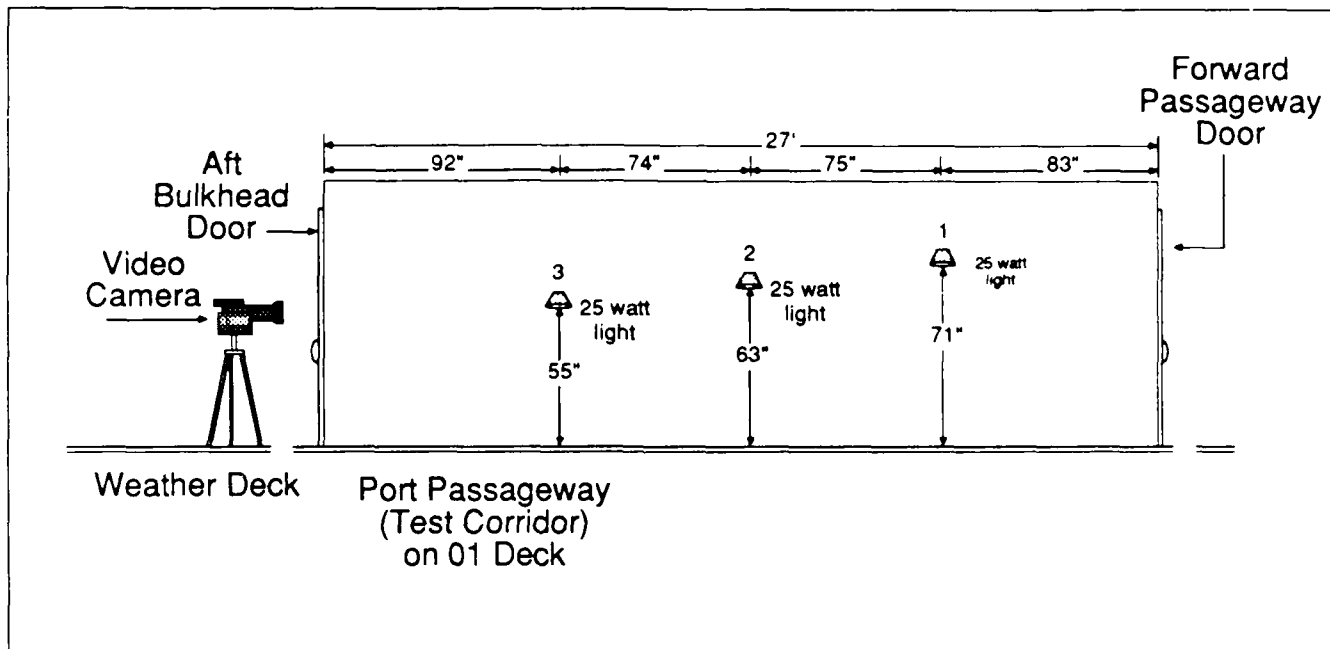 Forward
Passageway
Door
27'
92"
74"
75"
83"
Aft
Bulkhead
Door
Video
Camera
1
25 watt
light
2
25 watt
light
3
25 watt
light
71"
63"
55"
Weather Deck
Port Passageway
(Test Corridor)
on 01 Deck